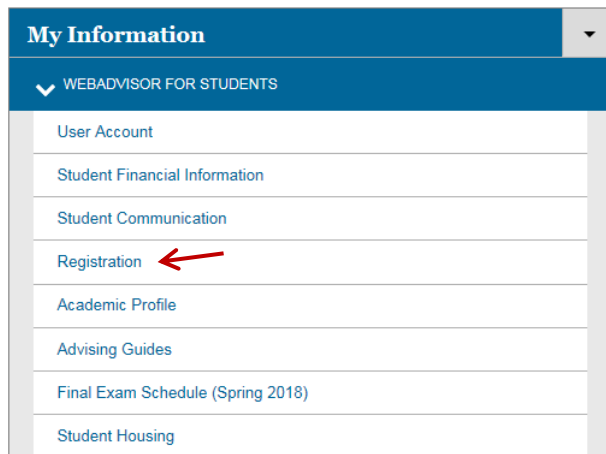 My Information
WEBADVISOR FOR STUDENTS
User Account
Student Financial Information
Student Communication
Registration
Academic Profile
Advising Guides
Final Exam Schedule (Spring 2018)
Student Housing